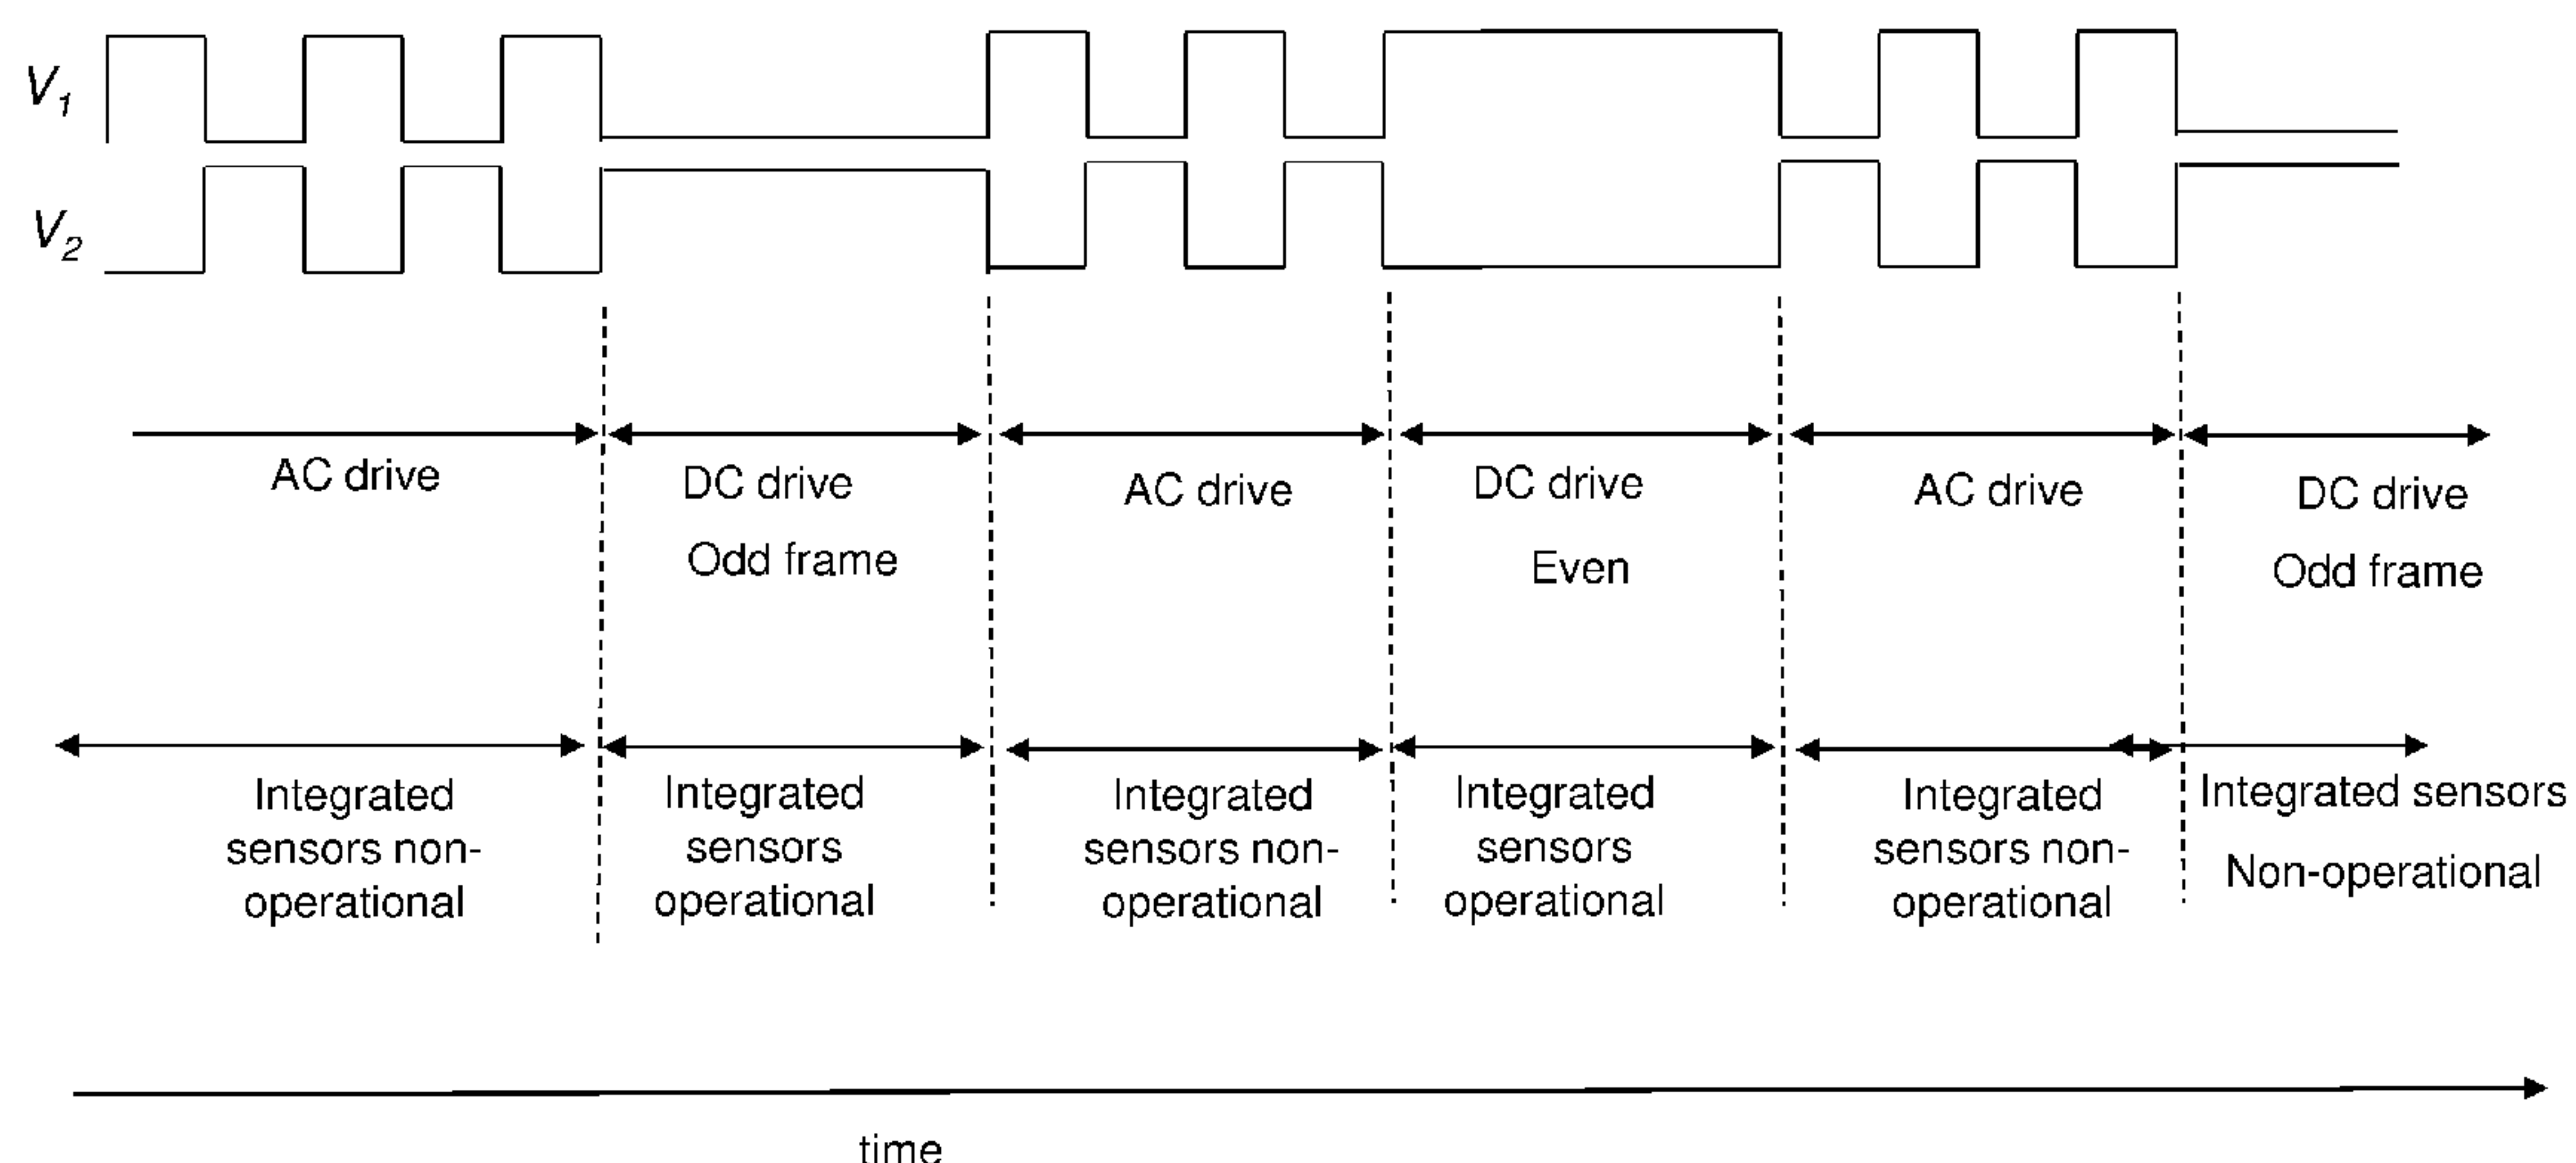 V1
V2
AC drive
DC drive
Odd frame
AC drive
DC drive
Even
AC drive
DC drive
Odd frame
Integrated
sensors non-
operational
Integrated
sensors
operational
Integrated
sensors non-
operational
Integrated
sensors
operational
Integrated
sensors non-
operational
Integrated sensors
Non-operational
time